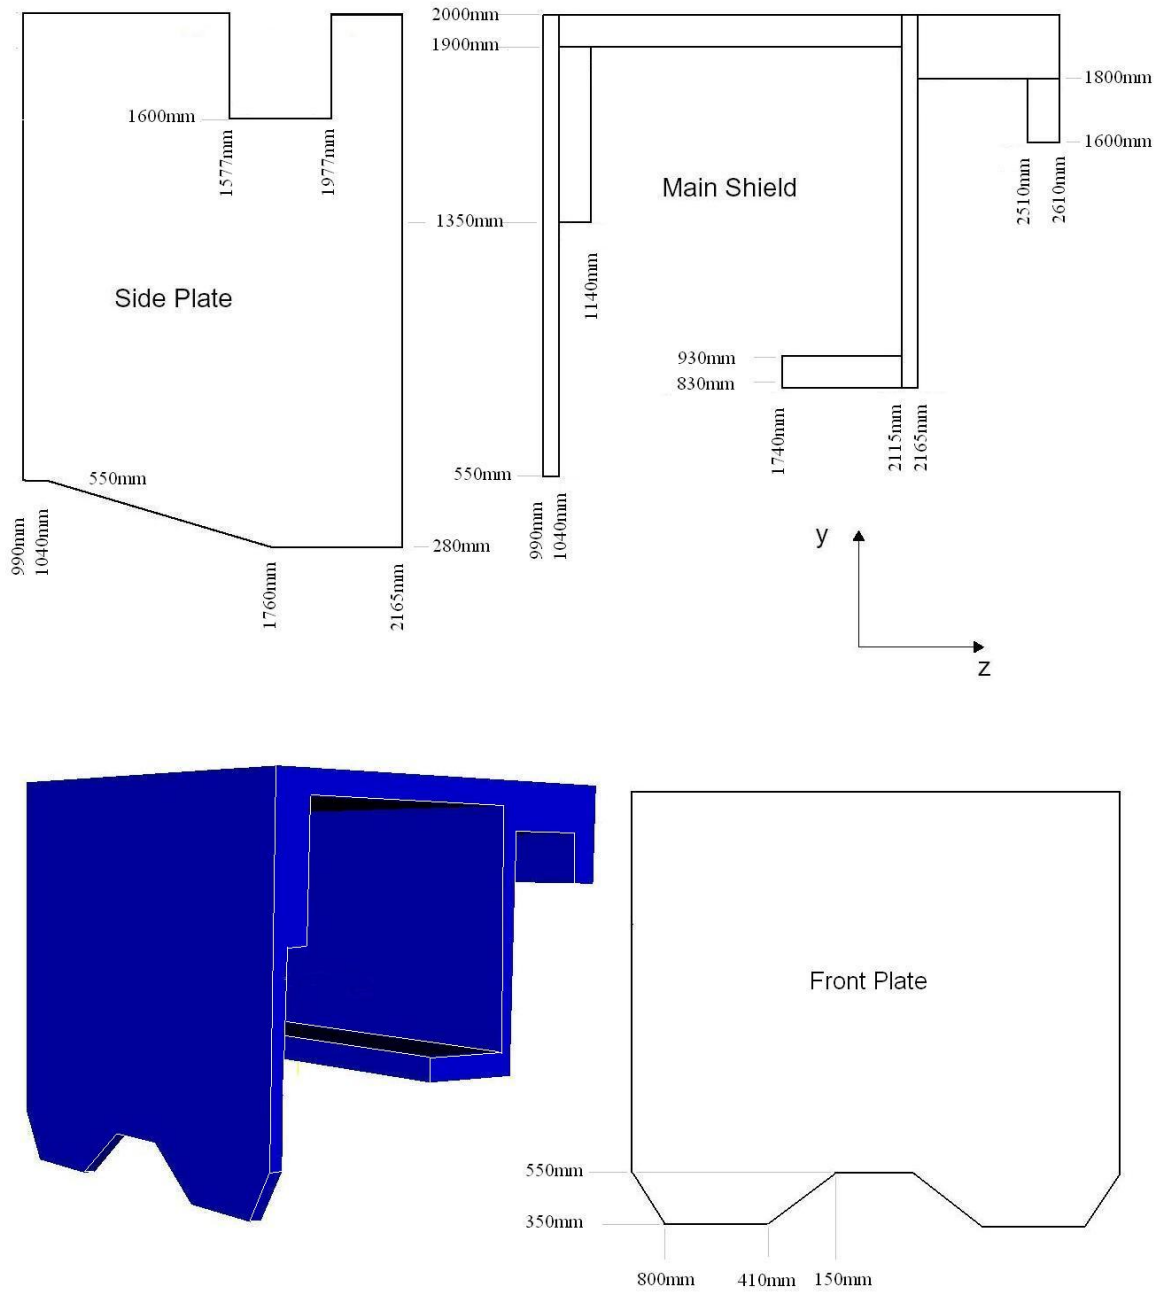 2000mm
1900mm
1800mm
1600mm
1600mm
1577mm
1977mm
2510mm
2610mm
Main Shield
1350mm
1140mm
Side Plate
930mm
830mm
550mm
550mm
1740mm
2115mm
2165mm
990mm
1040mm
990mm
1040mm
280mm
y
1760mm
2165mm
z
Front Plate
550mm
350mm
800mm
410mm
150mm